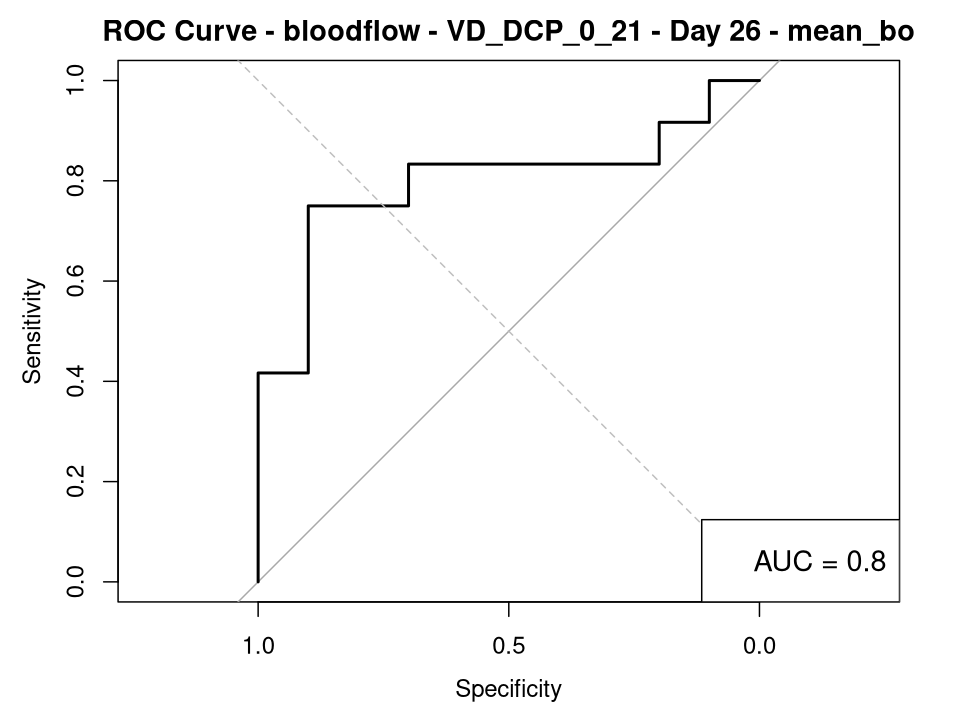 ROC Curve - bloodflow - VD_DCP_0_21 - Day 26 - mean_bo
1.0
0.8
0.6
0.4
0.2
0.0
Sensitivity
AUC = 0.8
1.0 0.5 0.0
Specificity